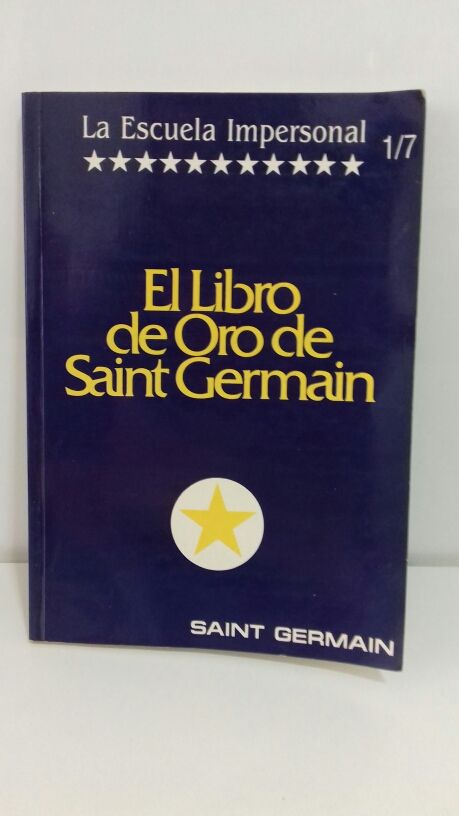 La Escuela Impersonal
1/7
El Libro
de Oro de
Saint Germain
SAINT GERMAIN